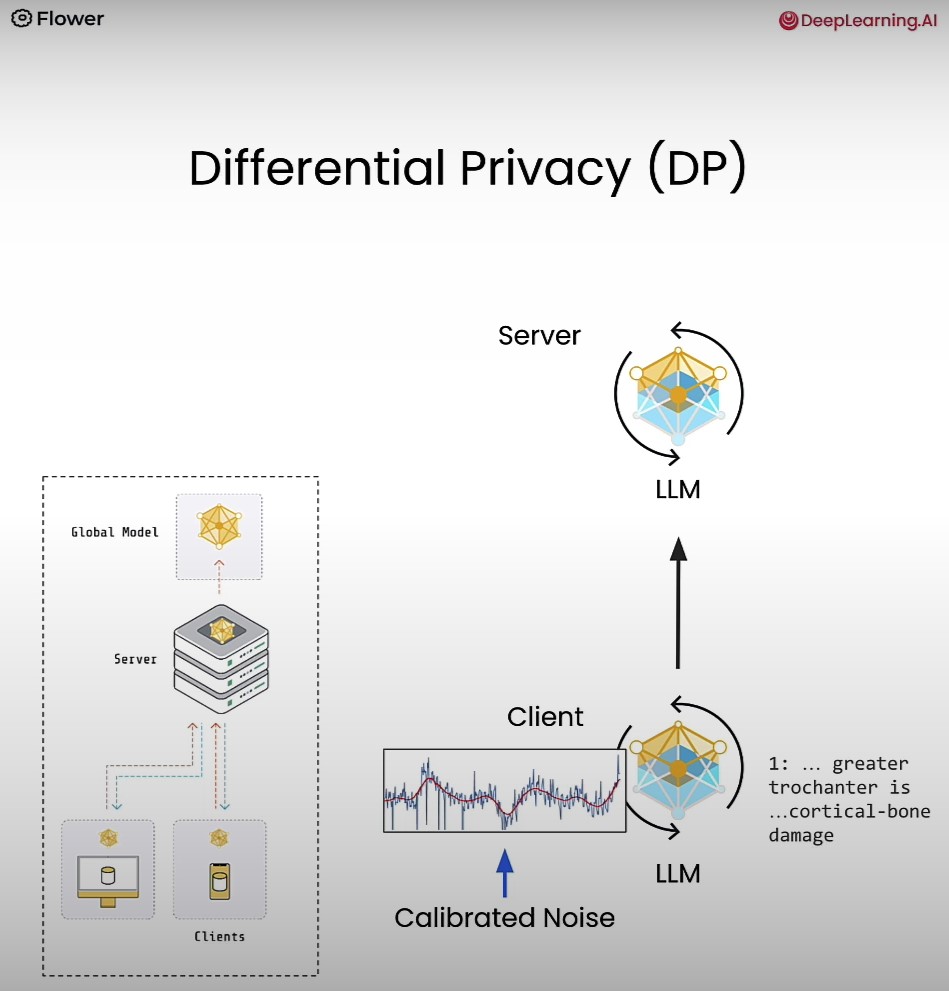 Flower
DeepLearning.AI
Differential Privacy (DP)
Server
LLM
Global Model
Server
Clients
Client
1: ... greater
trochanter is
...cortical-bone
damage
LLM
Calibrated Noise